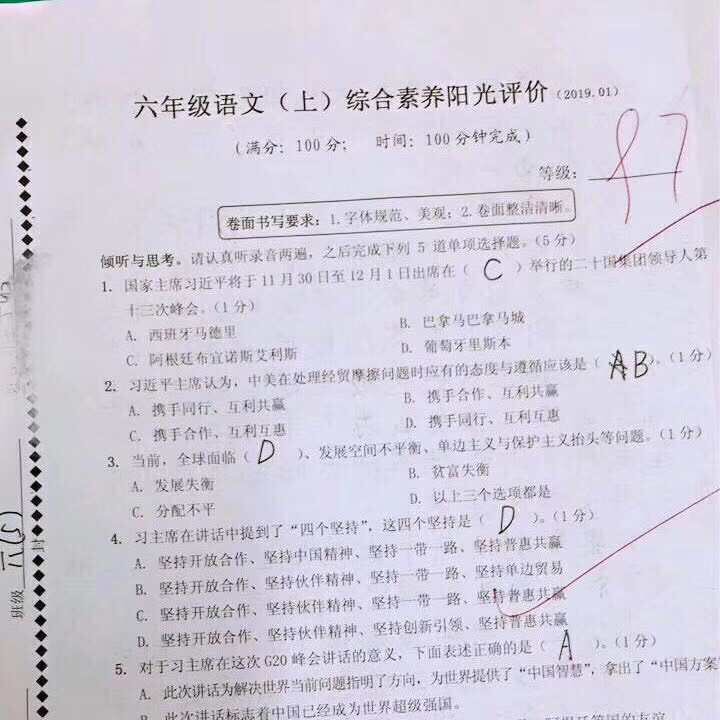 六年级语文（上）综合素养阳光评价（2019.01）
（满分：100分； 时间：100分钟完成）
等级： 87
卷面书写要求：1.字体规范、美观；2.卷面整洁清晰。
倾听与思考。请认真听录音两遍，之后完成下列 5 道单项选择题。（5 分）
1. 国家主席习近平将于11月30日至12月1日出席在（ C ）举行的二十国集团领导人第
十三次峰会。（1 分）
A. 西班牙马德里 B. 巴拿马巴拿马城
C. 阿根廷布宜诺斯艾利斯 D. 葡萄牙里斯本
2. 习近平主席认为，中美在处理经贸摩擦问题时应有的态度与遵循应该是（ AB ）。（1 分）
A. 携手同行、互利共赢 B. 携手合作、互利共赢
C. 携手合作、互利互惠 D. 携手同行、互利互惠
3. 当前，全球面临（ D ）、发展空间不平衡、单边主义与保护主义抬头等问题。（1 分）
A. 发展失衡 B. 贫富失衡
C. 分配不平 D. 以上三个选项都是
4. 习主席在讲话中提到了“四个坚持”，这四个坚持是（ D ）。（1 分）
A. 坚持开放合作、坚持中国精神、坚持一带一路、坚持普惠共赢
B. 坚持开放合作、坚持伙伴精神、坚持一带一路、坚持单边贸易
C. 坚持开放合作、坚持伙伴精神、坚持一带一路、坚持普惠共赢
D. 坚持开放合作、坚持伙伴精神、坚持创新引领、坚持普惠共赢
5. 对于习主席在这次 G20 峰会讲话的意义，下面表述正确的是（ A ）。（1 分）
A. 此次讲话为解决世界当前问题指明了方向，为世界提供了“中国智慧”，拿出了“中国方案
B. 此次讲话标志着中国已经成为世界超级强国。
班级 六(5)
封